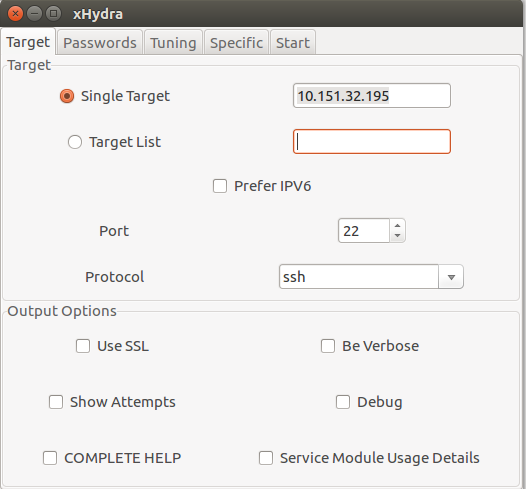 xHydra
Target Passwords Tuning Specific Start
Target
Single Target 10.151.32.195
Target List
Prefer IPV6
Port 22
Protocol ssh
Output Options
Use SSL Be Verbose
Show Attempts Debug
COMPLETE HELP Service Module Usage Details